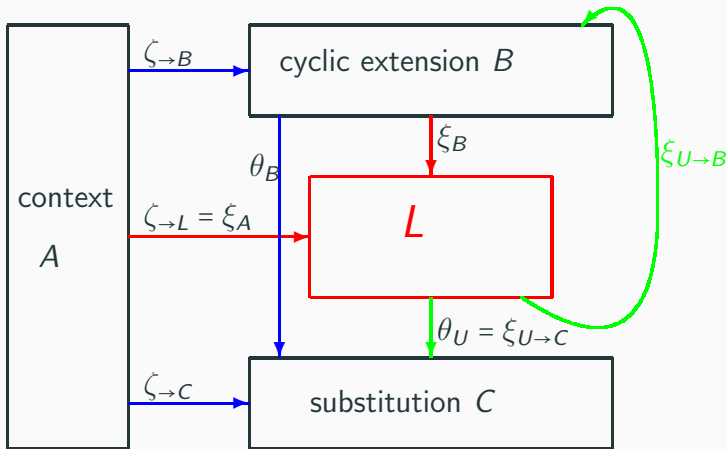 ζ→B
cyclic extension B
ξB
θB
ξU→B
context
A
ζ→L = ξA
L
θU = ξU→C
ζ→C
substitution C